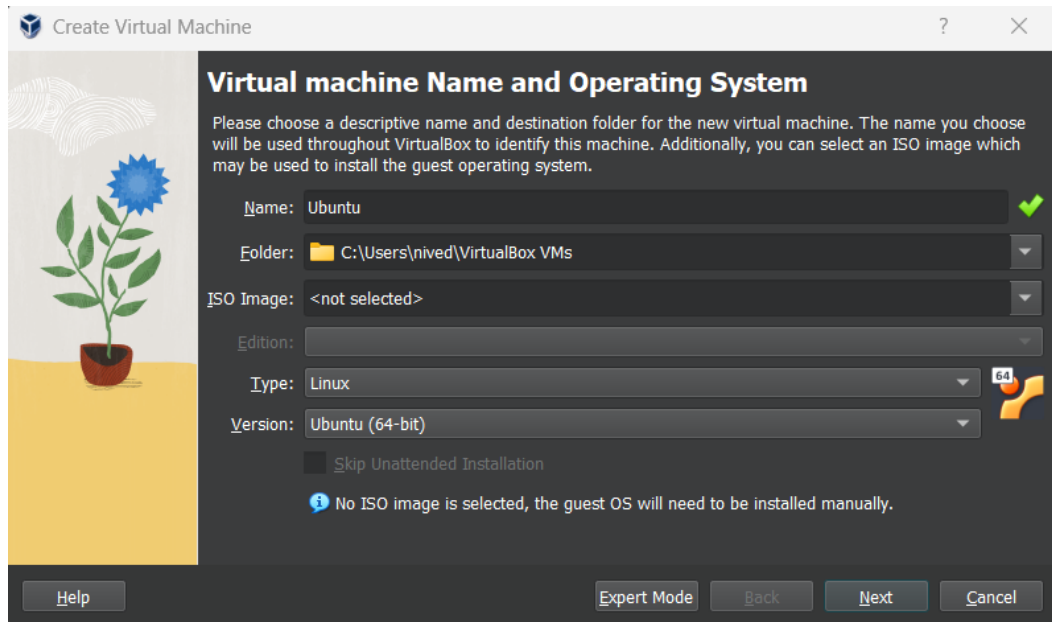 Create Virtual Machine
?
Virtual machine Name and Operating System
Please choose a descriptive name and destination folder for the new virtual machine. The name you choose
will be used throughout VirtualBox to identify this machine. Additionally, you can select an ISO image which
may be used to install the guest operating system.
Name: Ubuntu
Folder: C:\Users\nived\VirtualBox VMs
ISO Image: <not selected>
Edition:
Type: Linux
64
Version: Ubuntu (64-bit)
Skip Unattended Installation
No ISO image is selected, the guest OS will need to be installed manually.
Help Expert Mode Back Next Cancel